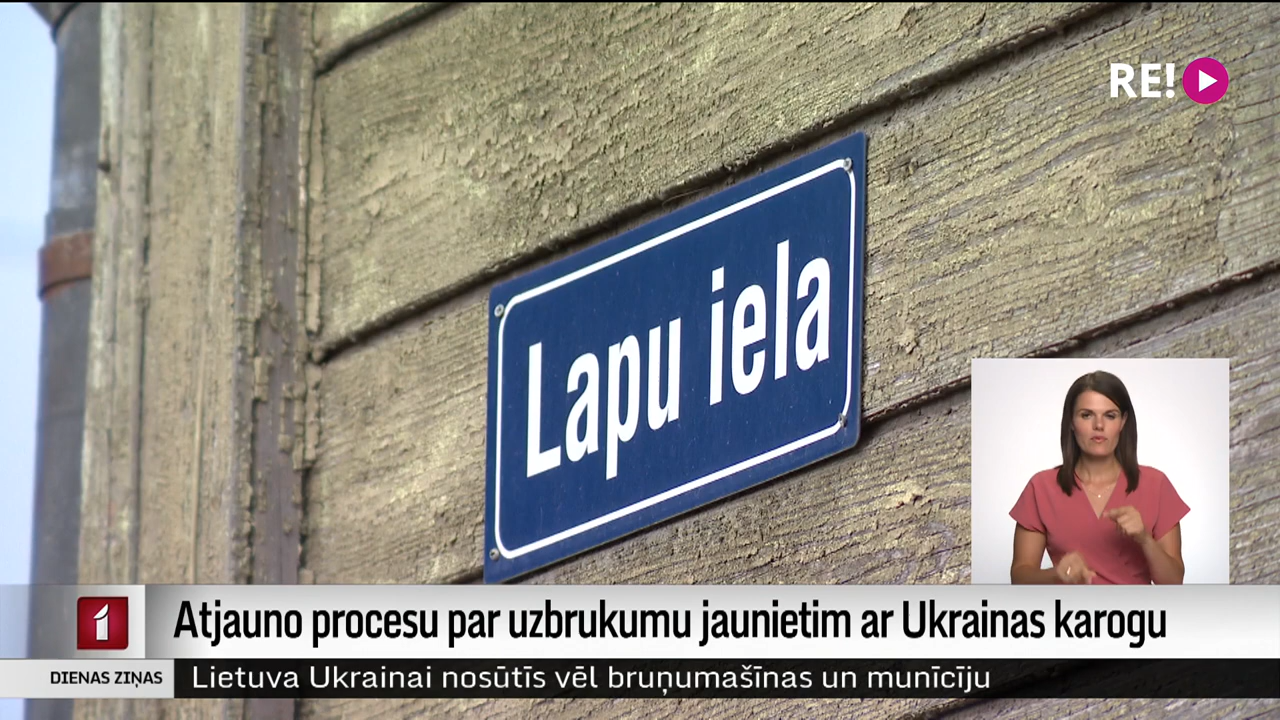 RE!
Lapu iela
1
Atjauno procesu par uzbrukumu jaunietim ar Ukrainas karogu
DIENAS ZIŅAS
Lietuva Ukrainai nosūtīs vēl bruņumašīnas un munīciju